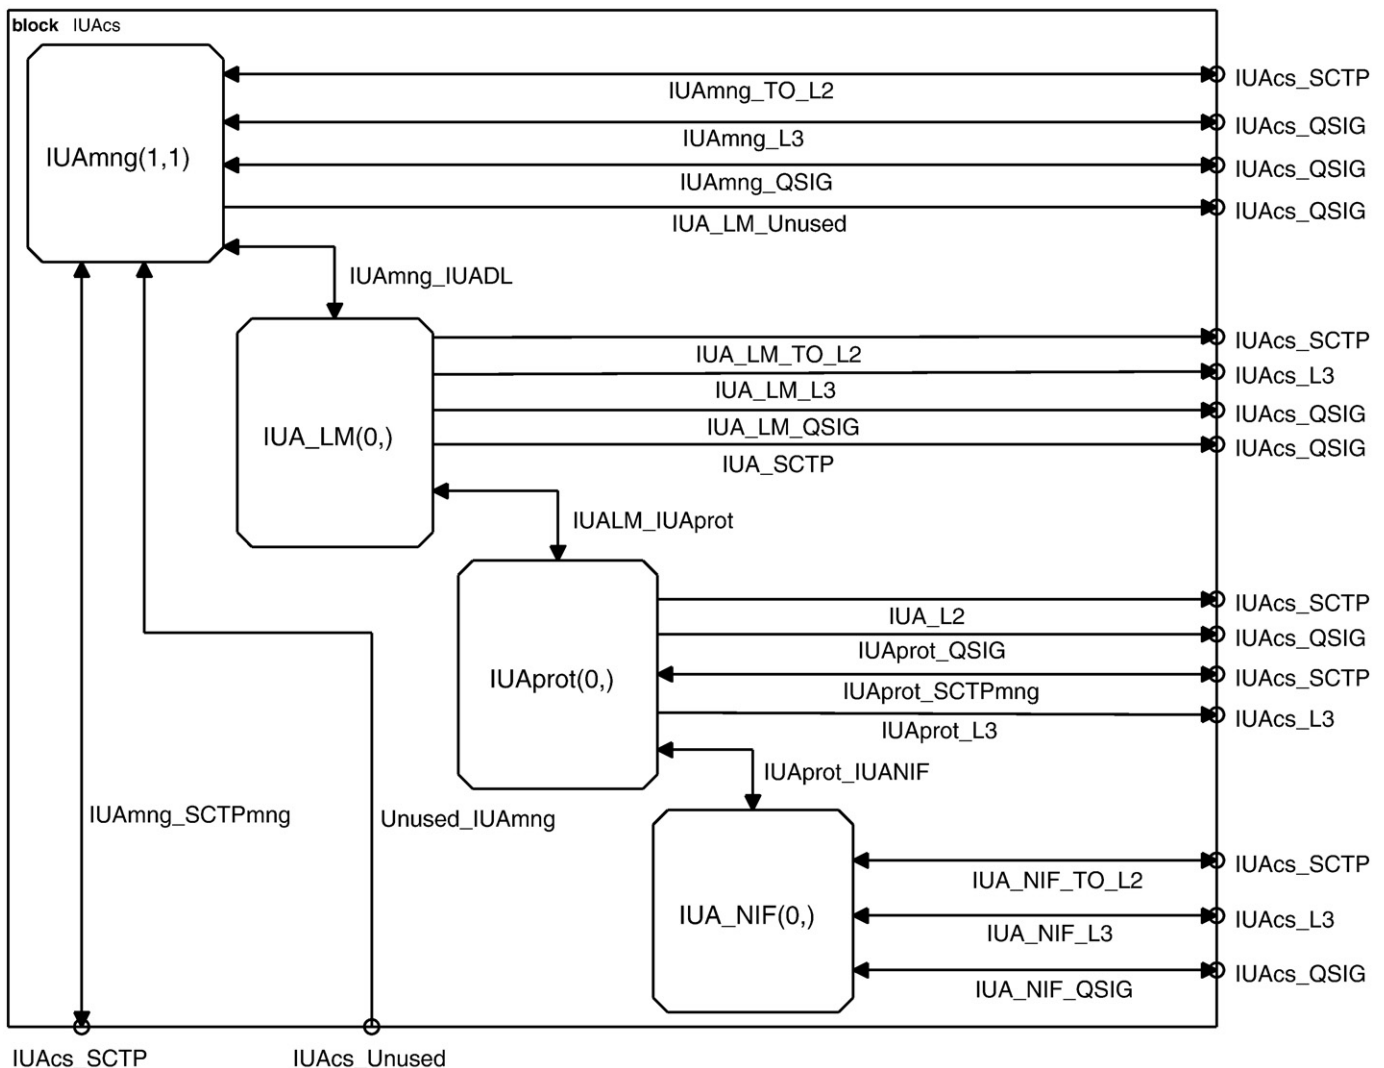 block IUAcs
IUAmng(1,1)
IUAmng_TO_L2
IUAcs_SCTP
IUAmng_L3
IUAcs_QSIG
IUAmng_QSIG
IUAcs_QSIG
IUA_LM_Unused
IUAcs_QSIG
IUAmng_IUADL
IUA_LM(0,)
IUA_LM_TO_L2
IUAcs_SCTP
IUA_LM_L3
IUAcs_L3
IUA_LM_QSIG
IUAcs_QSIG
IUA_SCTP
IUAcs_QSIG
IUALM_IUAprot
IUAprot(0,)
IUA_L2
IUAcs_SCTP
IUAprot_QSIG
IUAcs_QSIG
IUAprot_SCTPmng
IUAcs_SCTP
IUAprot_L3
IUAcs_L3
IUAprot_IUANIF
IUAmng_SCTPmng
Unused_IUAmng
IUA_NIF(0,)
IUA_NIF_TO_L2
IUAcs_SCTP
IUA_NIF_L3
IUAcs_L3
IUA_NIF_QSIG
IUAcs_QSIG
IUAcs_SCTP
IUAcs_Unused